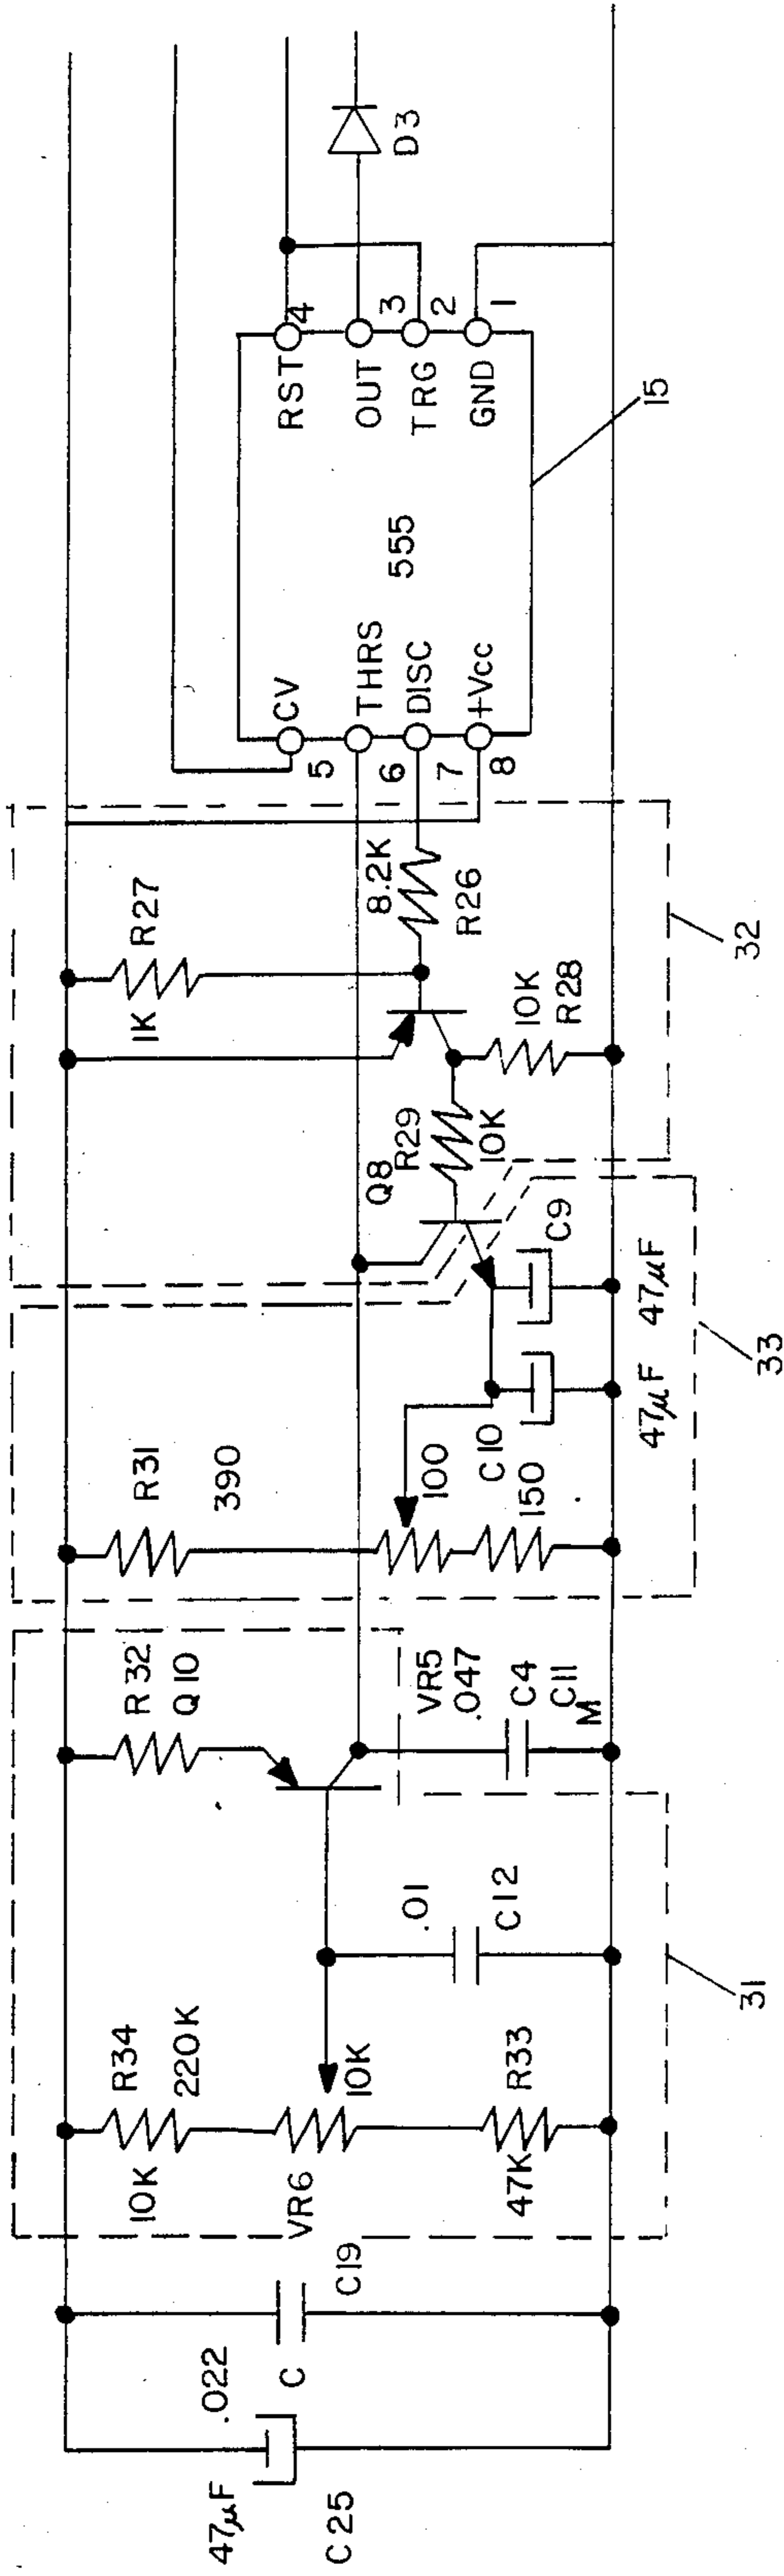 47µF
C25
.022
C
C19
10K
R34
220K
VR6
10K
47K
R33
.01
C12
31
R32
Q10
VR5
.047
C4
C11
M
R31
390
100
C10
150
47µF
47µF
C9
33
Q8
R29
10K
1K
R27
8.2K
R26
10K
R28
32
CV
THRS
DISC
+Vcc
5
6
7
8
555
RST
OUT
TRG
GND
4
3
2
1
15
D3